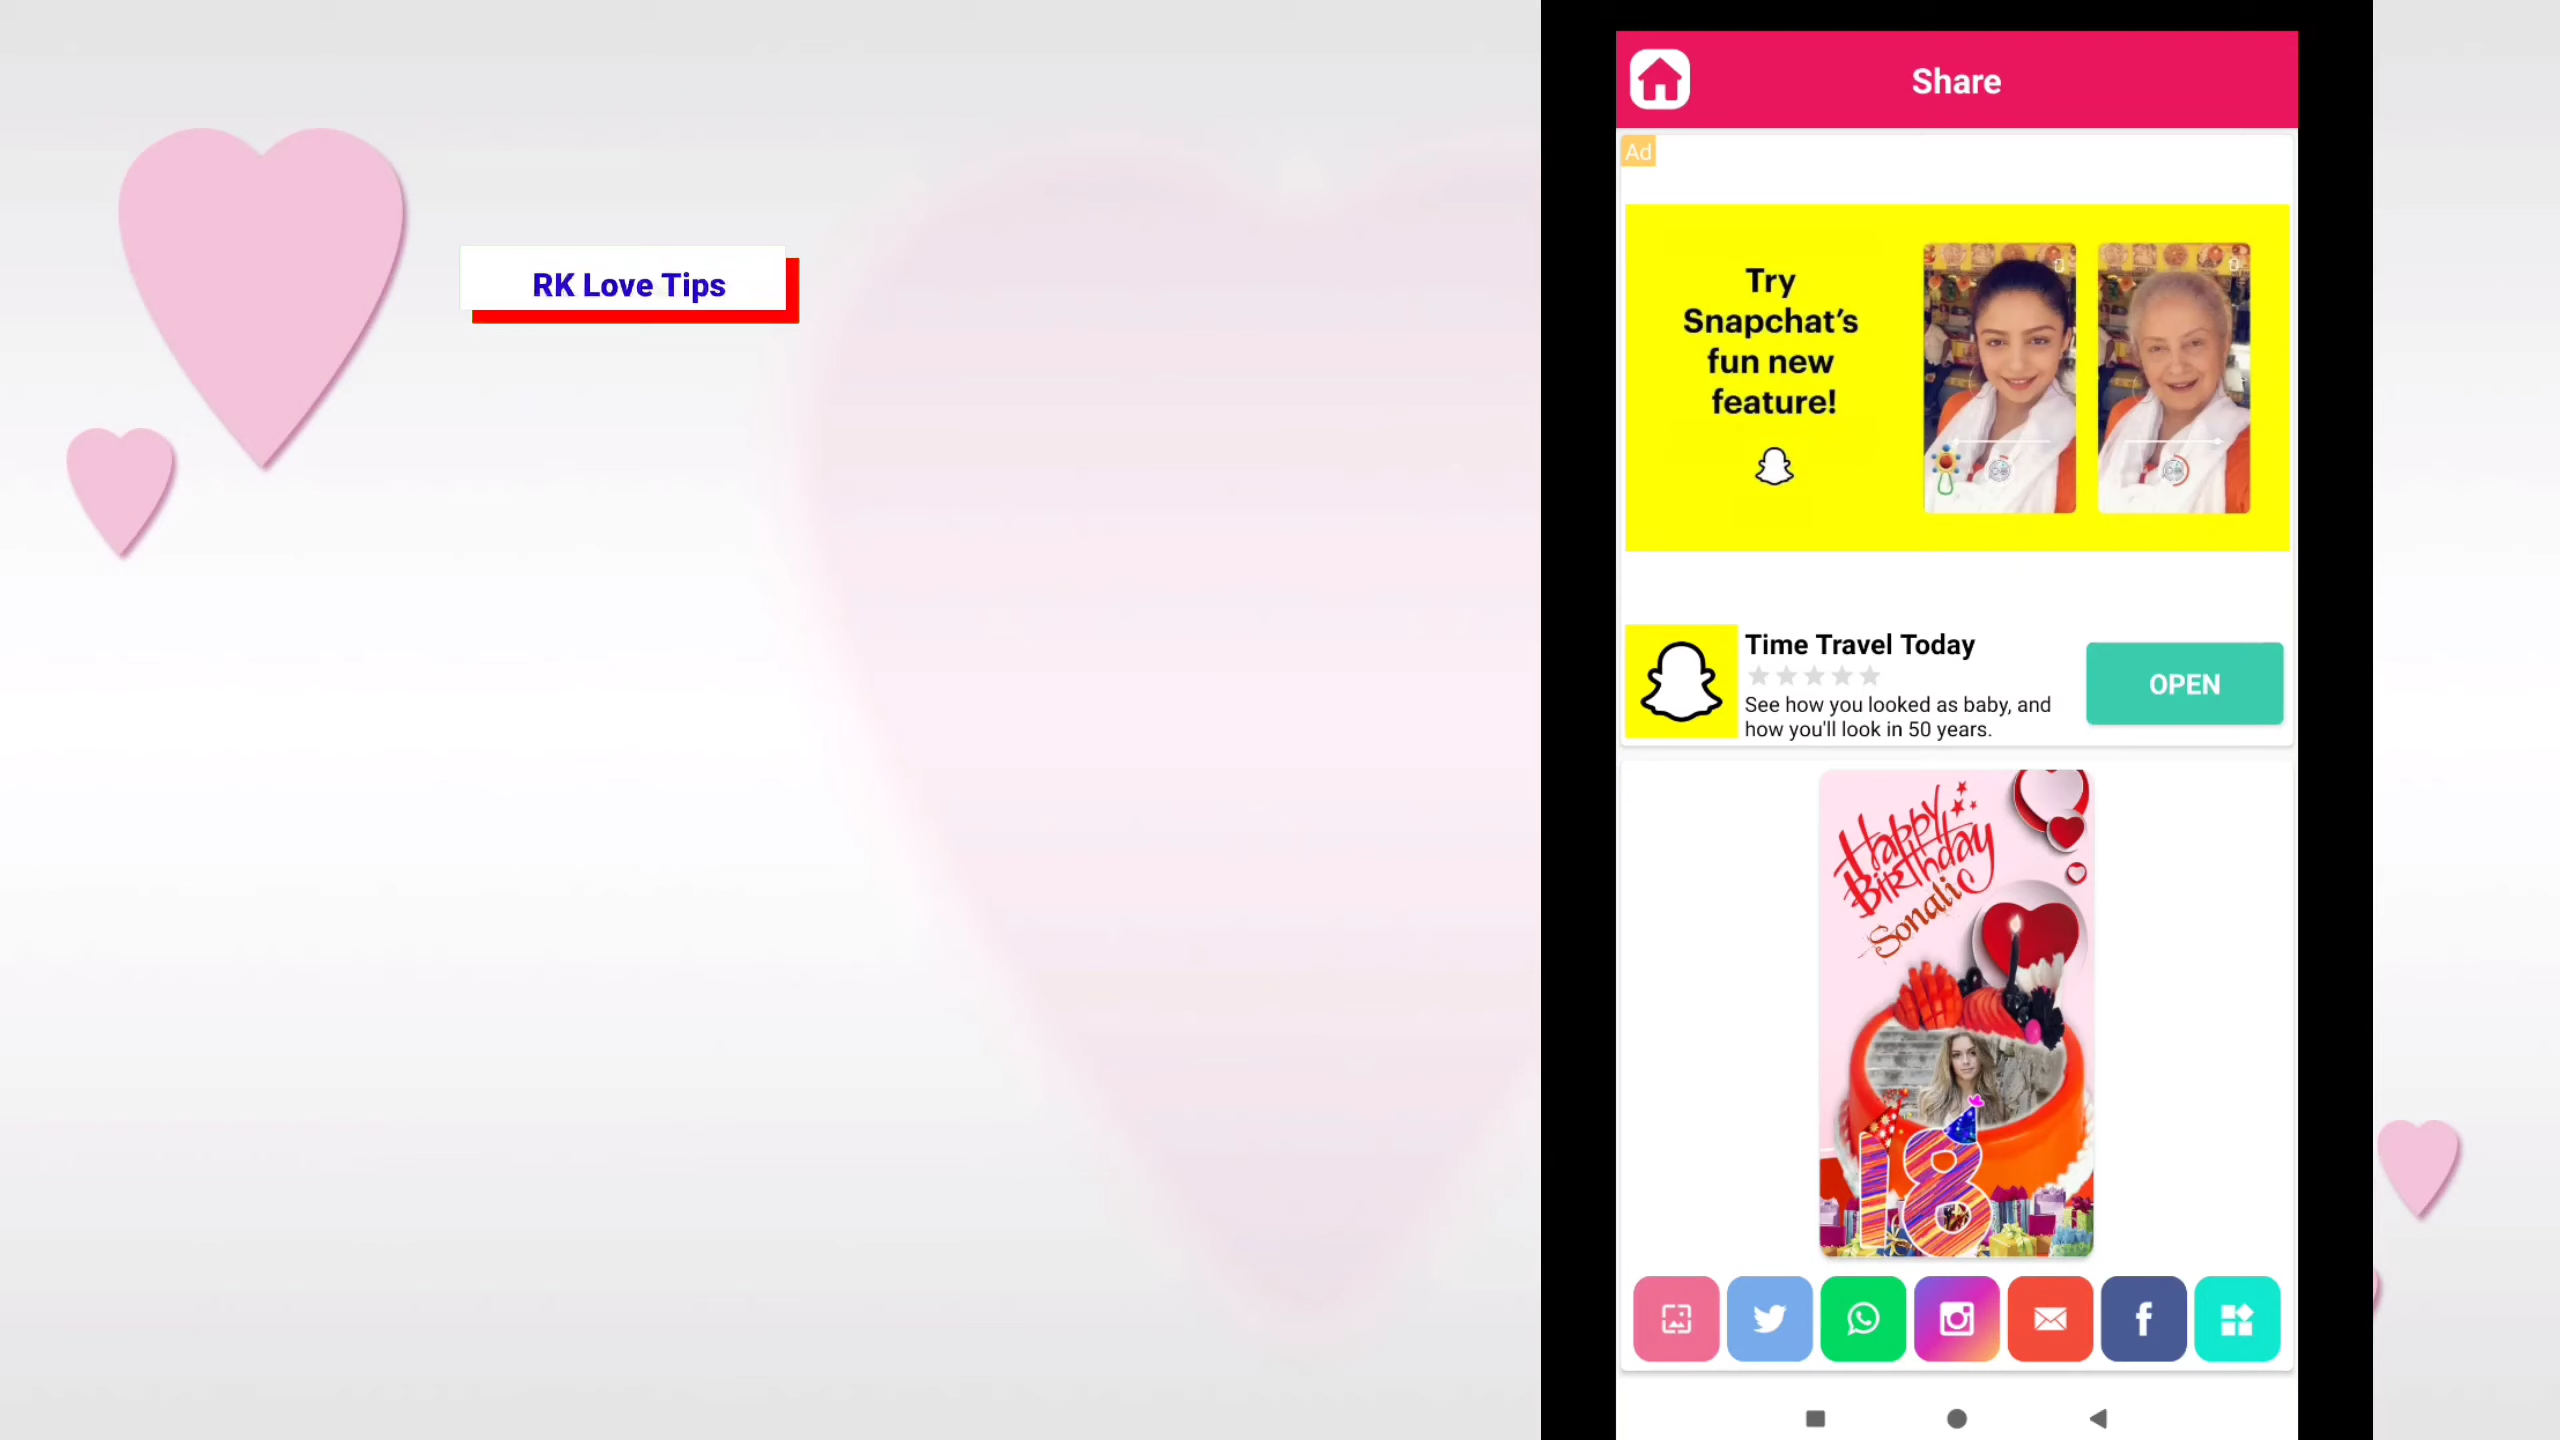 RK Love Tips
Share
Ad
Try
Snapchat's
fun new
feature!
Time Travel Today
See how you looked as baby, and
how you'll look in 50 years.
OPEN
Happy
Birthday
Sonali
18